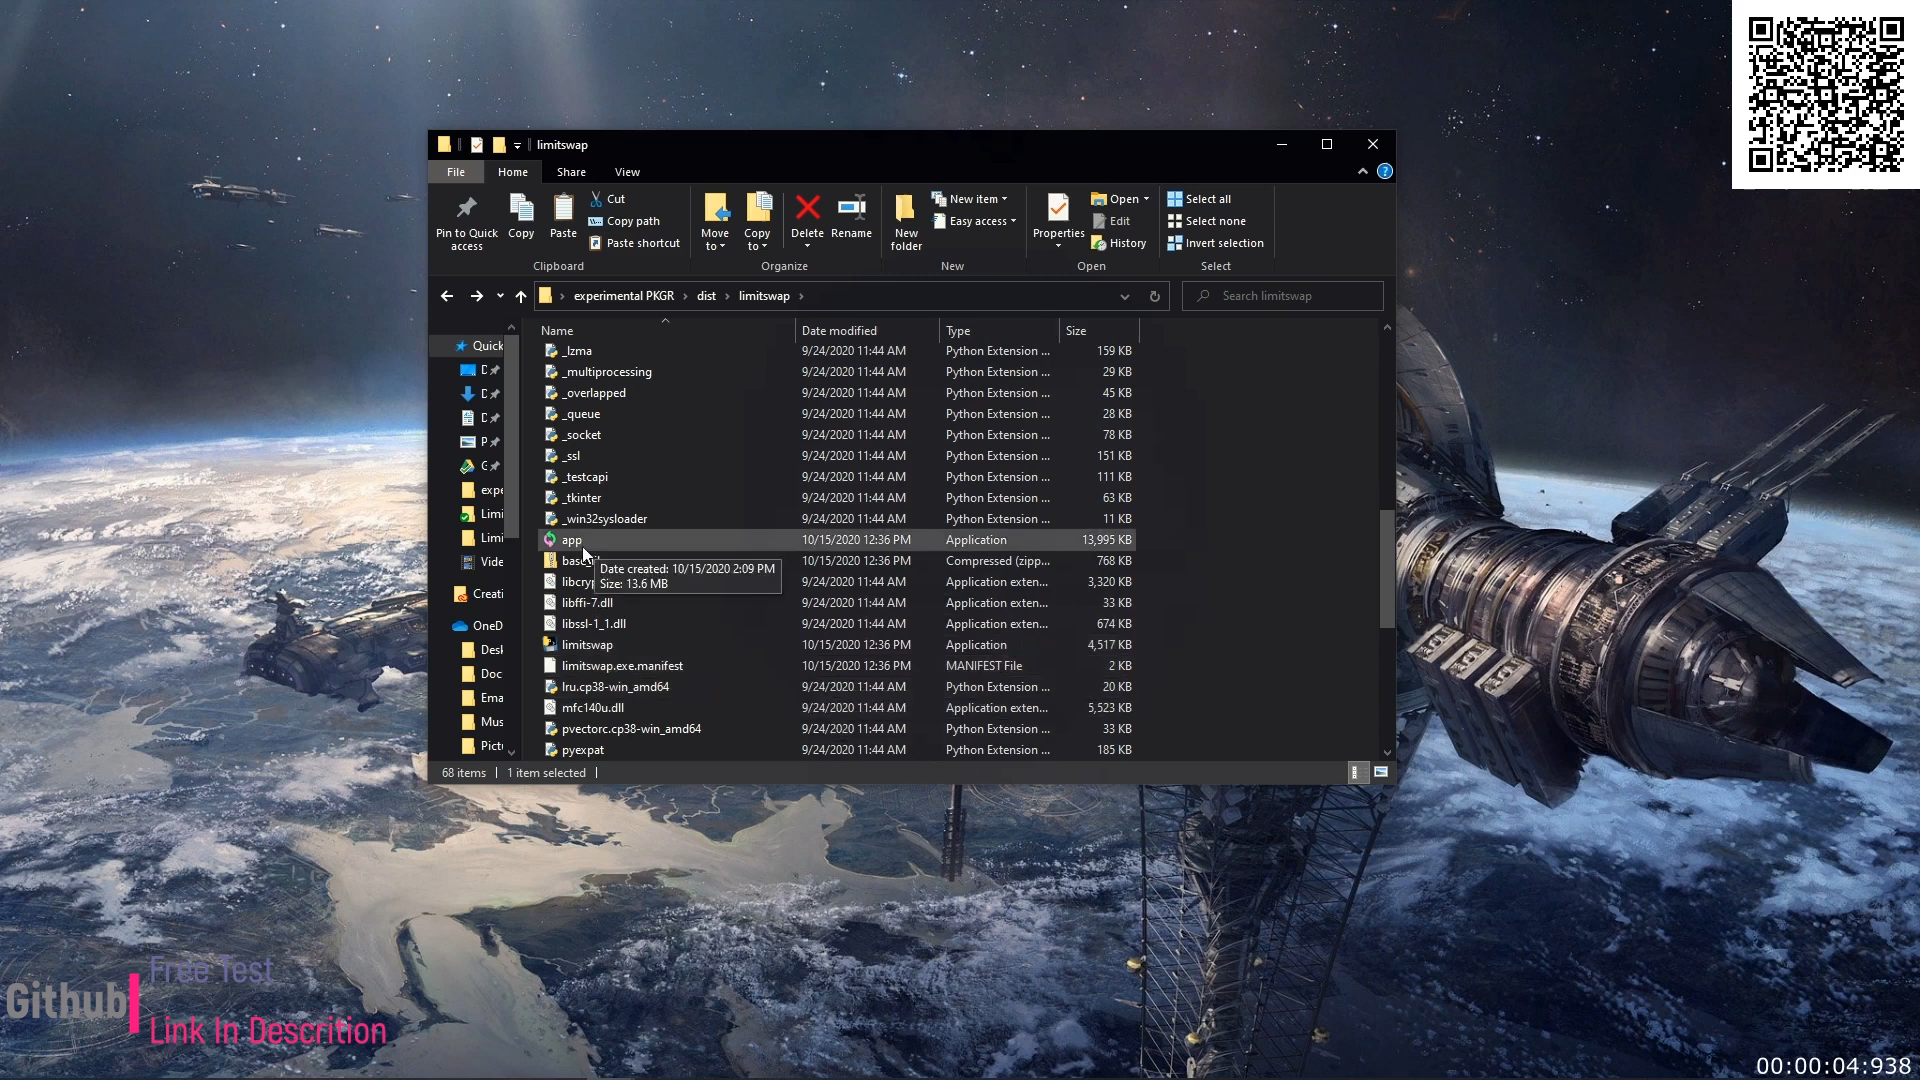 limitswap
File
Home
Share
View
Pin to Quick access
Copy
Paste
Cut
Copy path
Paste shortcut
Clipboard
Move to
Copy to
Delete
Rename
Organize
New folder
New item
Easy access
New
Properties
Open
Edit
History
Open
Select all
Select none
Invert selection
Select
experimental PKGR › dist › limitswap ›
Search limitswap
Quick
D
D
D
P
G
expe
Limi
Limi
Vide
Creati
OneD
Desk
Doc
Ema
Mus
Pict
Name Date modified Type Size
_lzma 9/24/2020 11:44 AM Python Extension ... 159 KB
_multiprocessing 9/24/2020 11:44 AM Python Extension ... 29 KB
_overlapped 9/24/2020 11:44 AM Python Extension ... 45 KB
_queue 9/24/2020 11:44 AM Python Extension ... 28 KB
_socket 9/24/2020 11:44 AM Python Extension ... 78 KB
_ssl 9/24/2020 11:44 AM Python Extension ... 151 KB
_testcapi 9/24/2020 11:44 AM Python Extension ... 111 KB
_tkinter 9/24/2020 11:44 AM Python Extension ... 63 KB
_win32sysloader 9/24/2020 11:44 AM Python Extension ... 11 KB
app 10/15/2020 12:36 PM Application 13,995 KB
10/15/2020 12:36 PM Compressed (zipp... 768 KB
Date created: 10/15/2020 2:09 PM
Size: 13.6 MB
libcry 9/24/2020 11:44 AM Application exten... 3,320 KB
libffi-7.dll 9/24/2020 11:44 AM Application exten... 33 KB
libssl-1_1.dll 9/24/2020 11:44 AM Application exten... 674 KB
limitswap 10/15/2020 12:36 PM Application 4,517 KB
limitswap.exe.manifest 10/15/2020 12:36 PM MANIFEST File 2 KB
lru.cp38-win_amd64 9/24/2020 11:44 AM Python Extension ... 20 KB
mfc140u.dll 9/24/2020 11:44 AM Application exten... 5,523 KB
pvectorc.cp38-win_amd64 9/24/2020 11:44 AM Python Extension ... 33 KB
pyexpat 9/24/2020 11:44 AM Python Extension ... 185 KB
68 items
1 item selected
Free Test
Github
Link In Descrition
00:00:04:938